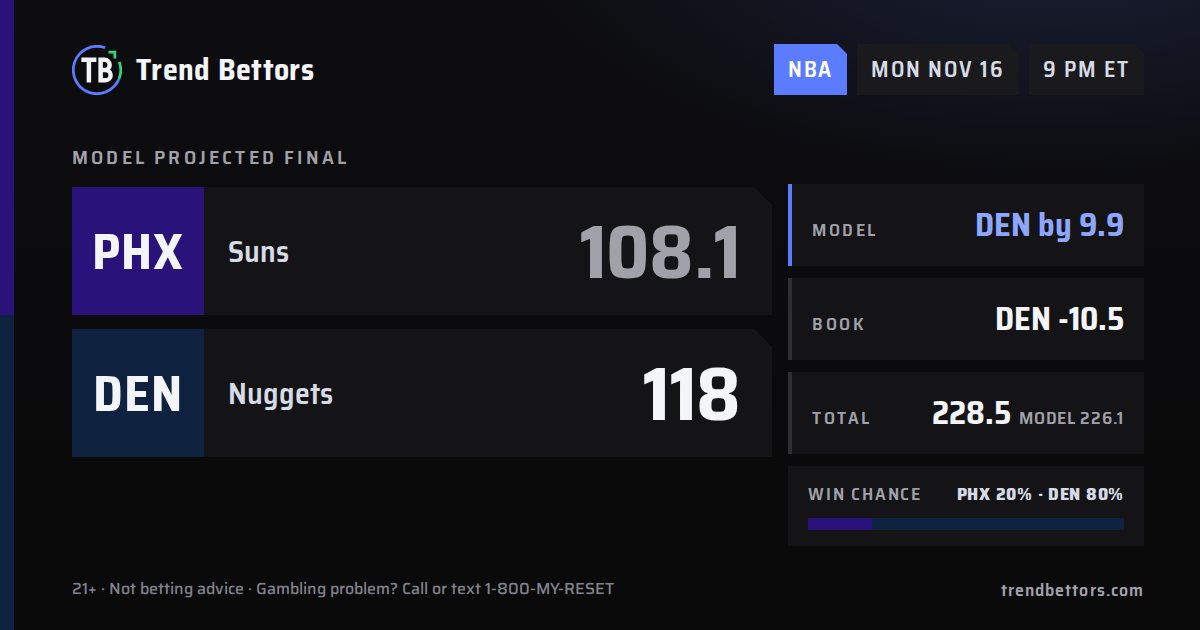 TB Trend Bettors
NBA MON NOV 16 9 PM ET
MODEL PROJECTED FINAL
PHX Suns 108.1
DEN Nuggets 118
MODEL DEN by 9.9
BOOK DEN -10.5
TOTAL 228.5 MODEL 226.1
WIN CHANCE PHX 20% · DEN 80%
21+ · Not betting advice · Gambling problem? Call or text 1-800-MY-RESET
trendbettors.com